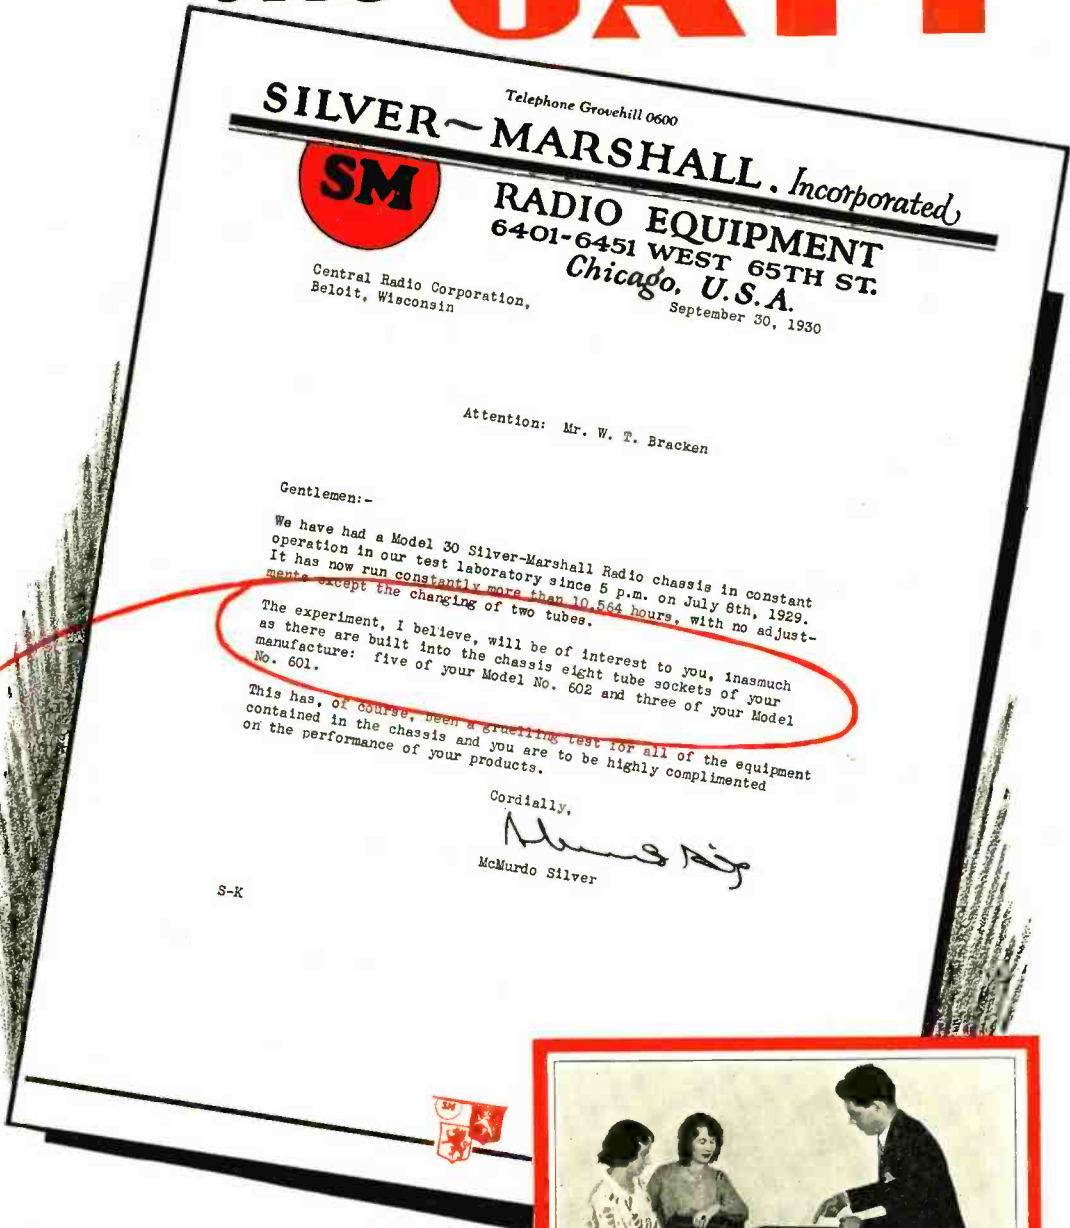 Telephone Grovehill 0600
SILVER~MARSHALL. Incorporated
SM
RADIO EQUIPMENT
6401-6451 WEST 65TH ST.
Chicago, U.S.A.
September 30, 1930
Central Radio Corporation,
Beloit, Wisconsin
Attention: Mr. W. T. Bracken
Gentlemen:-
We have had a Model 30 Silver-Marshall Radio chassis in constant
operation in our test laboratory since 5 p.m. on July 8th, 1929.
It has now run constantly more than 10,564 hours, with no adjust-
ments except the changing of two tubes.
The experiment, I believe, will be of interest to you, inasmuch
as there are built into the chassis eight tube sockets of your
manufacture: five of your Model No. 602 and three of your Model
No. 601.
This has, of course, been a gruelling test for all of the equipment
contained in the chassis and you are to be highly complimented
on the performance of your products.
Cordially,
McMurdo Silver
S-K
SM